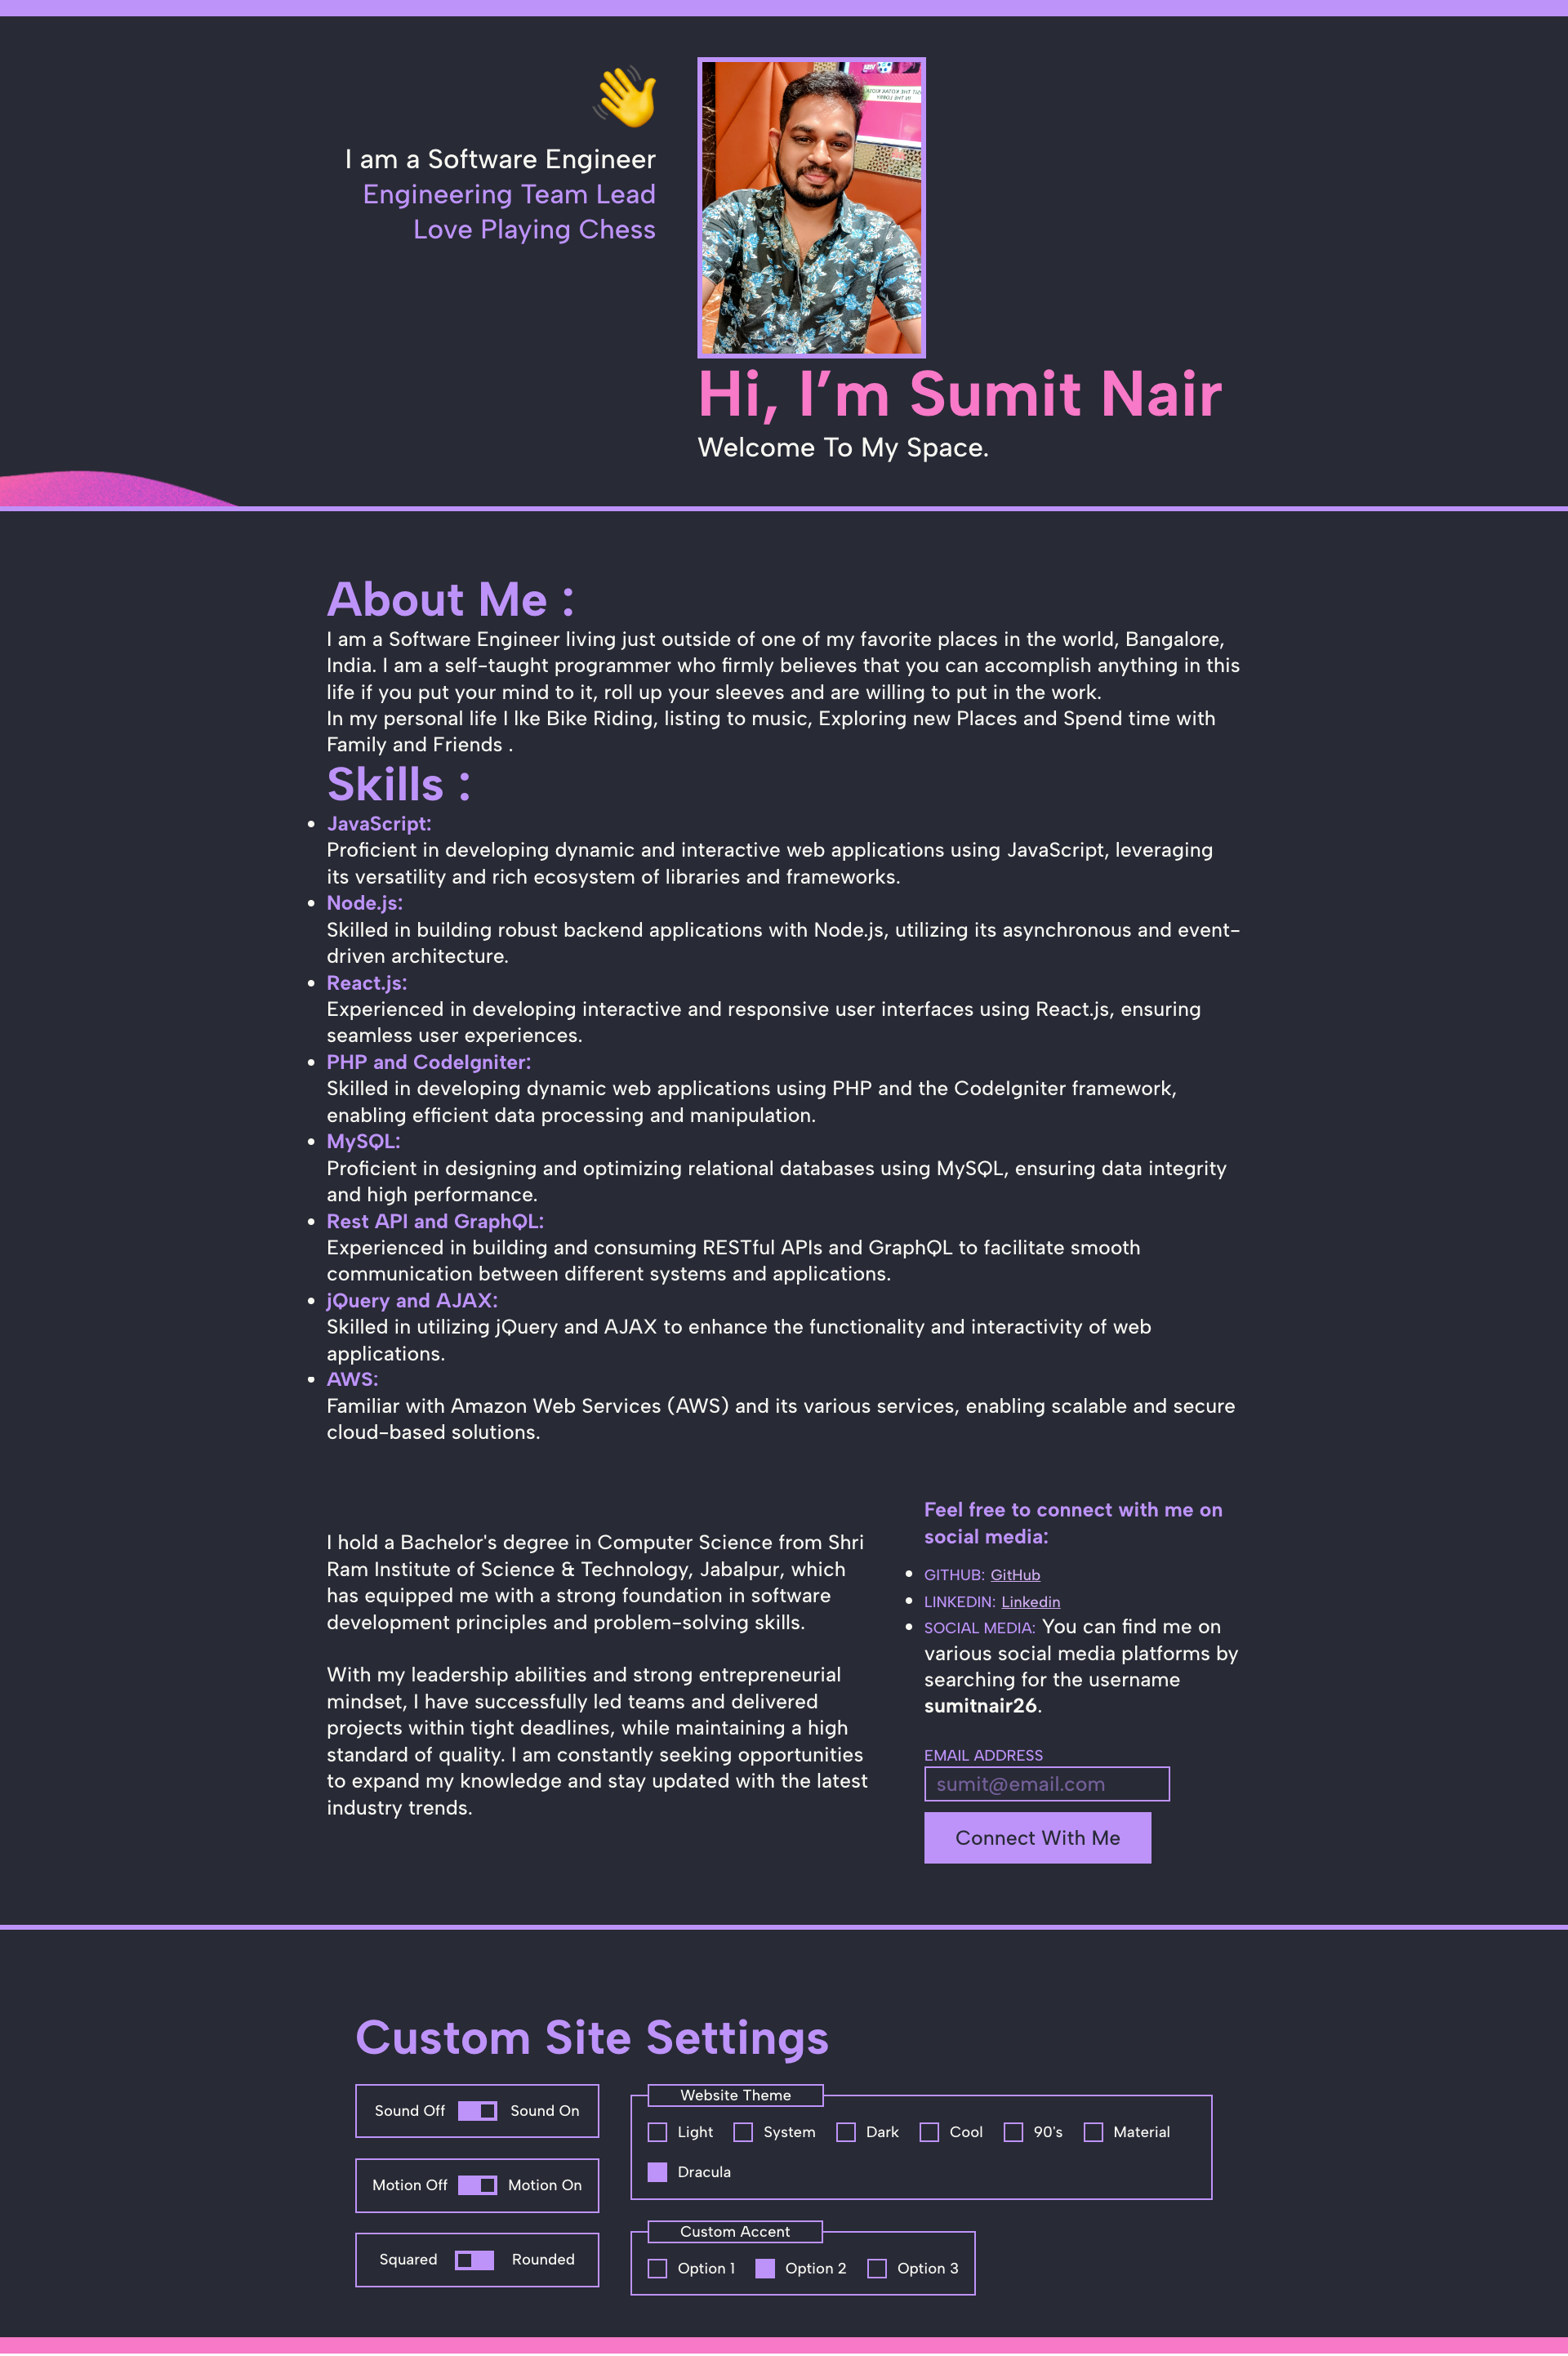 I am a Software Engineer
Engineering Team Lead
Love Playing Chess
Hi, I’m Sumit Nair
Welcome To My Space.
About Me :
I am a Software Engineer living just outside of one of my favorite places in the world, Bangalore,
India. I am a self-taught programmer who firmly believes that you can accomplish anything in this
life if you put your mind to it, roll up your sleeves and are willing to put in the work.
In my personal life I lke Bike Riding, listing to music, Exploring new Places and Spend time with
Family and Friends .
Skills :
JavaScript:
Proficient in developing dynamic and interactive web applications using JavaScript, leveraging
its versatility and rich ecosystem of libraries and frameworks.
Node.js:
Skilled in building robust backend applications with Node.js, utilizing its asynchronous and event-
driven architecture.
React.js:
Experienced in developing interactive and responsive user interfaces using React.js, ensuring
seamless user experiences.
PHP and CodeIgniter:
Skilled in developing dynamic web applications using PHP and the CodeIgniter framework,
enabling efficient data processing and manipulation.
MySQL:
Proficient in designing and optimizing relational databases using MySQL, ensuring data integrity
and high performance.
Rest API and GraphQL:
Experienced in building and consuming RESTful APIs and GraphQL to facilitate smooth
communication between different systems and applications.
jQuery and AJAX:
Skilled in utilizing jQuery and AJAX to enhance the functionality and interactivity of web
applications.
AWS:
Familiar with Amazon Web Services (AWS) and its various services, enabling scalable and secure
cloud-based solutions.
I hold a Bachelor's degree in Computer Science from Shri
Ram Institute of Science & Technology, Jabalpur, which
has equipped me with a strong foundation in software
development principles and problem-solving skills.
With my leadership abilities and strong entrepreneurial
mindset, I have successfully led teams and delivered
projects within tight deadlines, while maintaining a high
standard of quality. I am constantly seeking opportunities
to expand my knowledge and stay updated with the latest
industry trends.
Feel free to connect with me on
social media:
GITHUB: GitHub
LINKEDIN: Linkedin
SOCIAL MEDIA: You can find me on
various social media platforms by
searching for the username
sumitnair26.
EMAIL ADDRESS
sumit@email.com
Connect With Me
Custom Site Settings
Sound Off Sound On
Motion Off Motion On
Squared Rounded
Website Theme
Light System Dark Cool 90's Material
Dracula
Custom Accent
Option 1 Option 2 Option 3